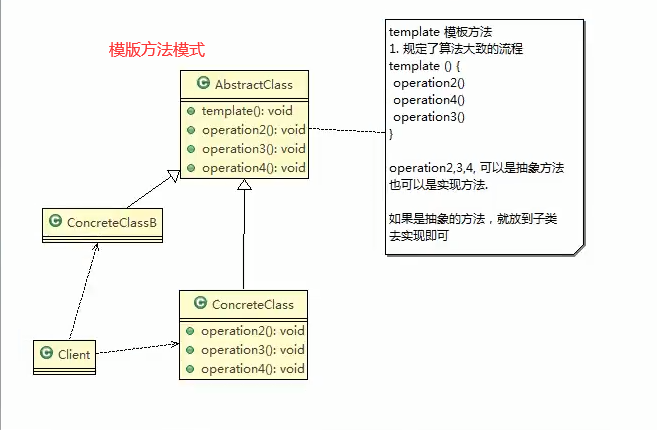 模版方法模式
template 模板方法
1. 规定了算法大致的流程
template () {
operation2()
operation4()
operation3()
}
operation2,3,4, 可以是抽象方法
也可以是实现方法.
如果是抽象的方法，就放到子类
去实现即可
C AbstractClass
template(): void
operation2(): void
operation3(): void
operation4(): void
C ConcreteClassB
C ConcreteClass
operation2(): void
operation3(): void
operation4(): void
C Client